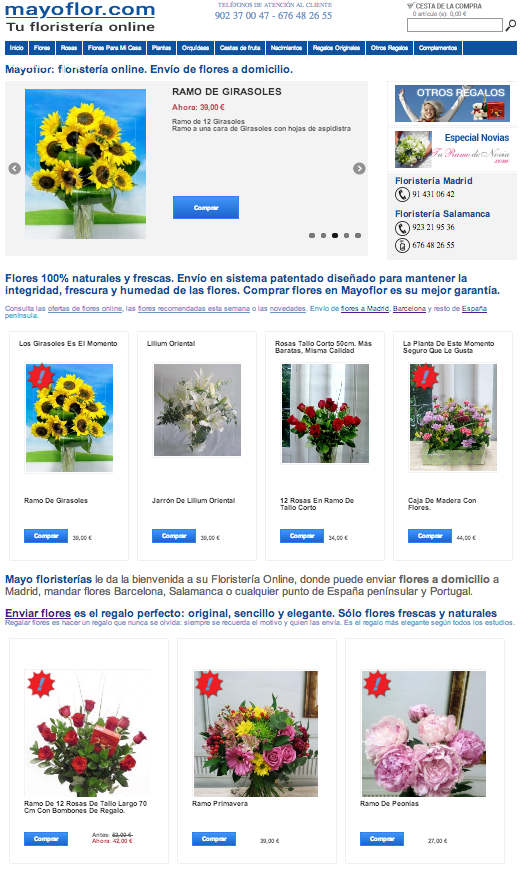 mayoflor.com
Tu floristería online
TELÉFONOS DE ATENCIÓN AL CLIENTE
902 37 00 47 - 676 48 26 55
CESTA DE LA COMPRA
0 artículo (s): 0,00 €
Inicio Flores Rosas Flores Para Mi Casa Plantas Orquídeas Cestas de fruta Nacimientos Regalos Originales Otros Regalos Complementos
Mayoflor: floristería online. Envío de flores a domicilio.
RAMO DE GIRASOLES
Ahora: 39,00 €
Ramo de 12 Girasoles
Ramo a una cara de Girasoles con hojas de aspidistra
Comprar
OTROS REGALOS
Especial Novias
Tu Ramo de Novia
.com
Floristería Madrid
91 431 06 42
Floristería Salamanca
923 21 95 36
676 48 26 55
Flores 100% naturales y frescas. Envío en sistema patentado diseñado para mantener la
integridad, frescura y humedad de las flores. Comprar flores en Mayoflor es su mejor garantía.
Consulta las ofertas de flores online, las flores recomendadas esta semana o las novedades. Envío de flores a Madrid, Barcelona y resto de España
península.
Los Girasoles Es El Momento
Ramo De Girasoles
Comprar 39,00 €
Lilium Oriental
Jarrón De Lilium Oriental
Comprar 39,00 €
Rosas Tallo Corto 50cm. Más
Baratas, Misma Calidad
12 Rosas En Ramo De
Tallo Corto
Comprar 34,00 €
La Planta De Este Momento
Seguro Que Le Gusta
Caja De Madera Con
Flores.
Comprar 44,00 €
Mayo floristerías le da la bienvenida a su Floristería Online, donde puede enviar flores a domicilio a
Madrid, mandar flores Barcelona, Salamanca o cualquier punto de España penínsular y Portugal.
Enviar flores es el regalo perfecto: original, sencillo y elegante. Sólo flores frescas y naturales
Regalar flores es hacer un regalo que nunca se olvida: siempre se recuerda el motivo y quien las envía. Es el regalo más elegante según todos los estudios.
Ramo De 12 Rosas De Tallo Largo 70
Cm Con Bombones De Regalo.
Comprar Antes: 52,00 €
Ahora: 42,00 €
Ramo Primavera
Comprar 39,00 €
Ramo De Peonias
Comprar 27,00 €